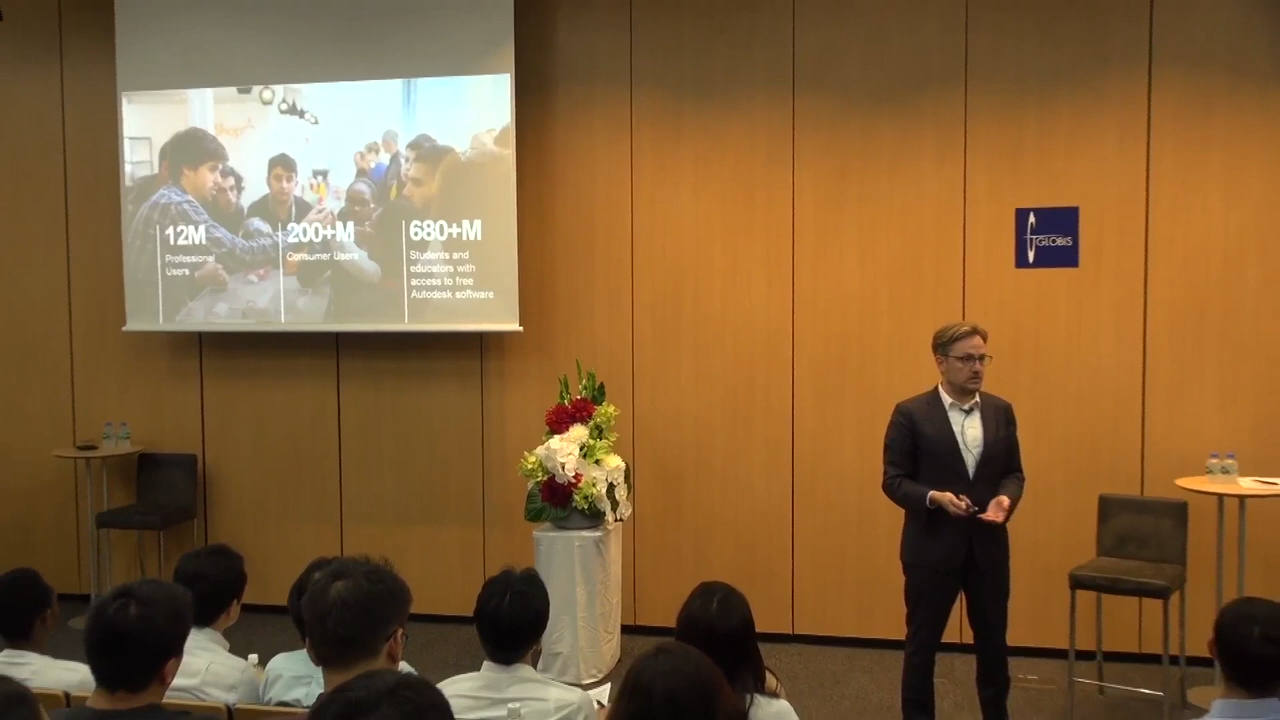 12M
Professional
Users
200+M
Consumer Users
680+M
Students and
educators with
access to free
Autodesk software
GLOBIS